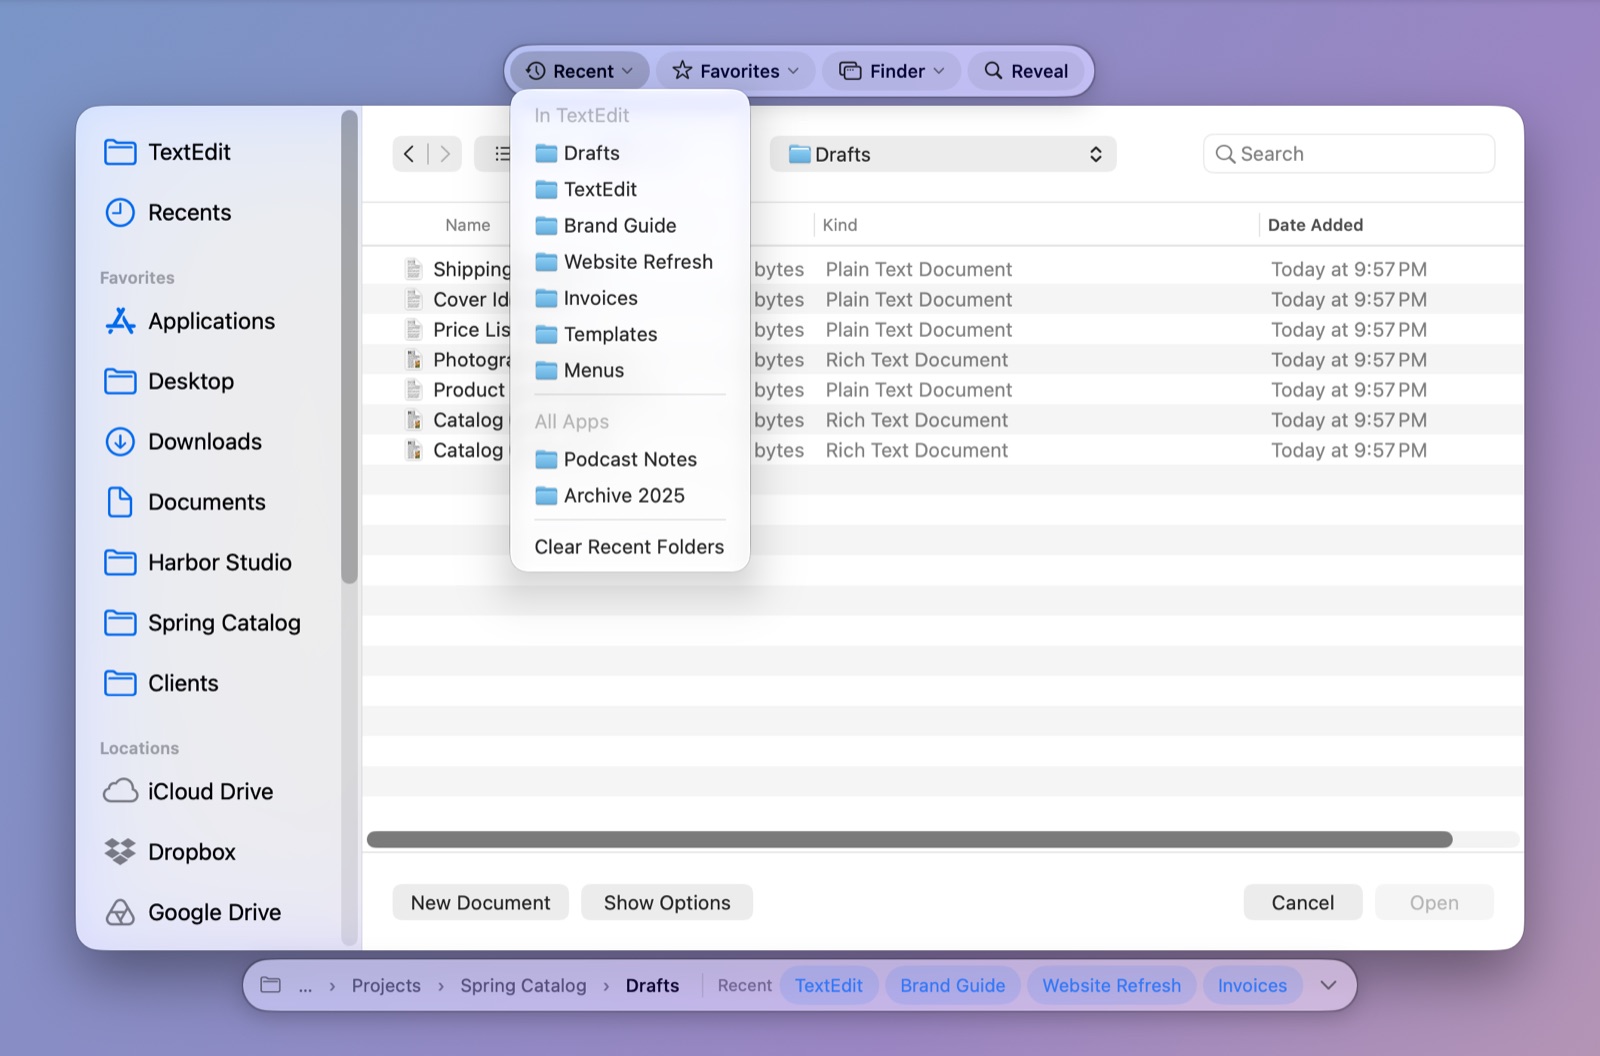 Recent
Favorites
Finder
Reveal
TextEdit
Recents
Favorites
Applications
Desktop
Downloads
Documents
Harbor Studio
Spring Catalog
Clients
Locations
iCloud Drive
Dropbox
Google Drive
In TextEdit
Drafts
TextEdit
Brand Guide
Website Refresh
Invoices
Templates
Menus
All Apps
Podcast Notes
Archive 2025
Clear Recent Folders
Drafts
Search
Name Kind Date Added
Shipping bytes Plain Text Document Today at 9:57 PM
Cover Id bytes Plain Text Document Today at 9:57 PM
Price Lis bytes Plain Text Document Today at 9:57 PM
Photogra bytes Rich Text Document Today at 9:57 PM
Product bytes Plain Text Document Today at 9:57 PM
Catalog bytes Rich Text Document Today at 9:57 PM
Catalog bytes Rich Text Document Today at 9:57 PM
New Document Show Options Cancel Open
... › Projects › Spring Catalog › Drafts Recent TextEdit Brand Guide Website Refresh Invoices